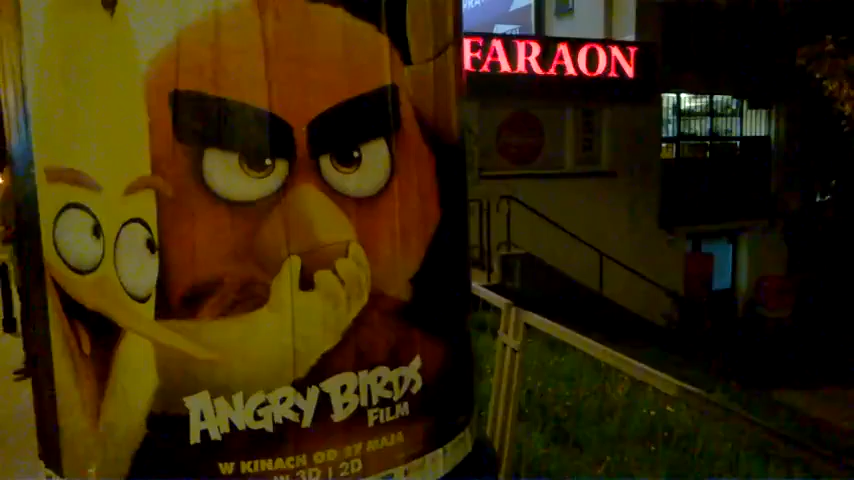 FARAON
ANGRY BIRDS
FILM
W KINACH OD 27 MAJA
W 3D I 2D